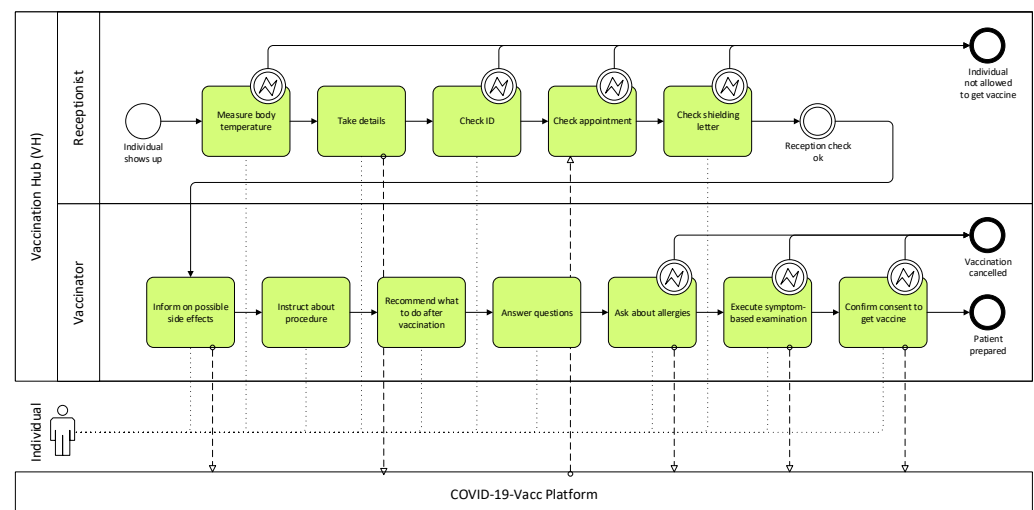 Vaccination Hub (VH)
Receptionist
Individual
shows up
Measure body
temperature
Take details
Check ID
Check appointment
Check shielding
letter
Reception check
ok
Individual
not allowed
to get vaccine
Vaccinator
Inform on possible
side effects
Instruct about
procedure
Recommend what
to do after
vaccination
Answer questions
Ask about allergies
Execute symptom-
based examination
Confirm consent to
get vaccine
Vaccination
cancelled
Patient
prepared
Individual
COVID-19-Vacc Platform